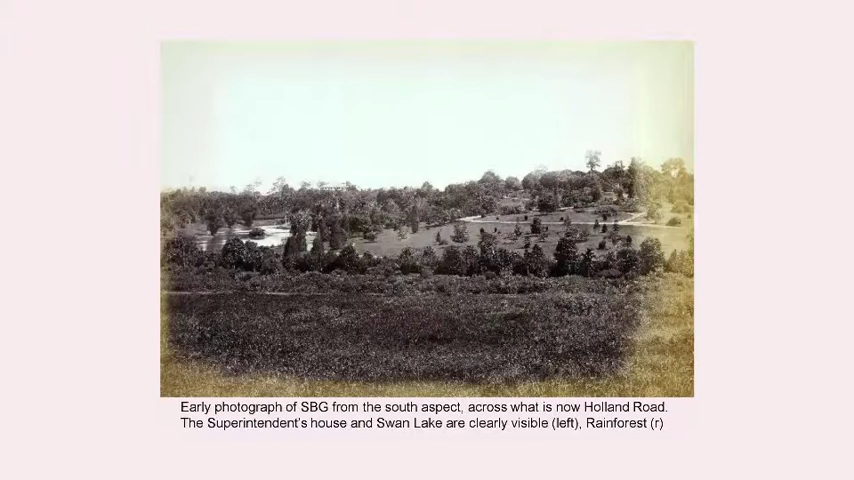 Early photograph of SBG from the south aspect, across what is now Holland Road.
The Superintendent's house and Swan Lake are clearly visible (left), Rainforest (r)